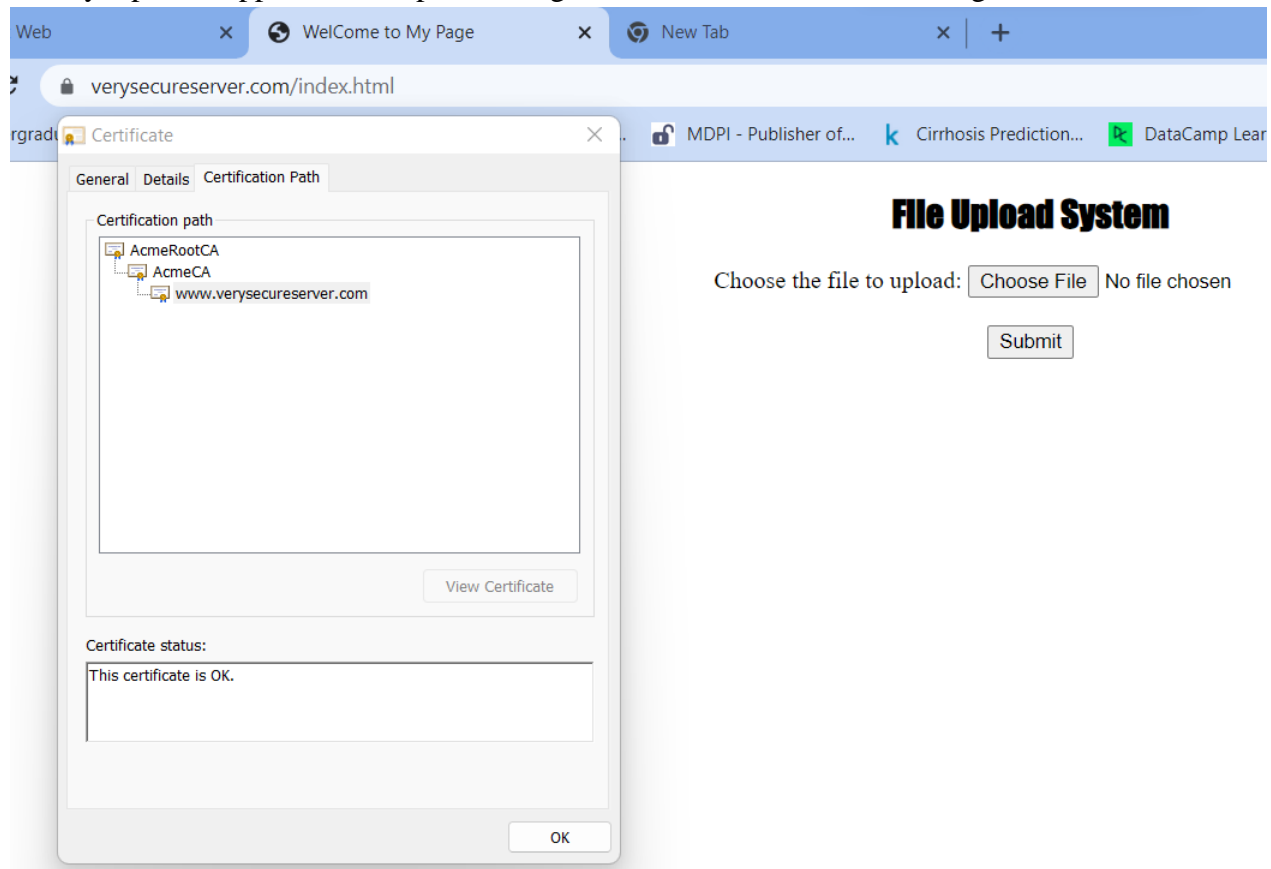 Web
WelCome to My Page
New Tab
verysecureserver.com/index.html
Certificate
MDPI - Publisher of...
Cirrhosis Prediction...
DataCamp Lear
General Details Certification Path
Certification path
AcmeRootCA
AcmeCA
www.verysecureserver.com
View Certificate
Certificate status:
This certificate is OK.
OK
File Upload System
Choose the file to upload: Choose File No file chosen
Submit